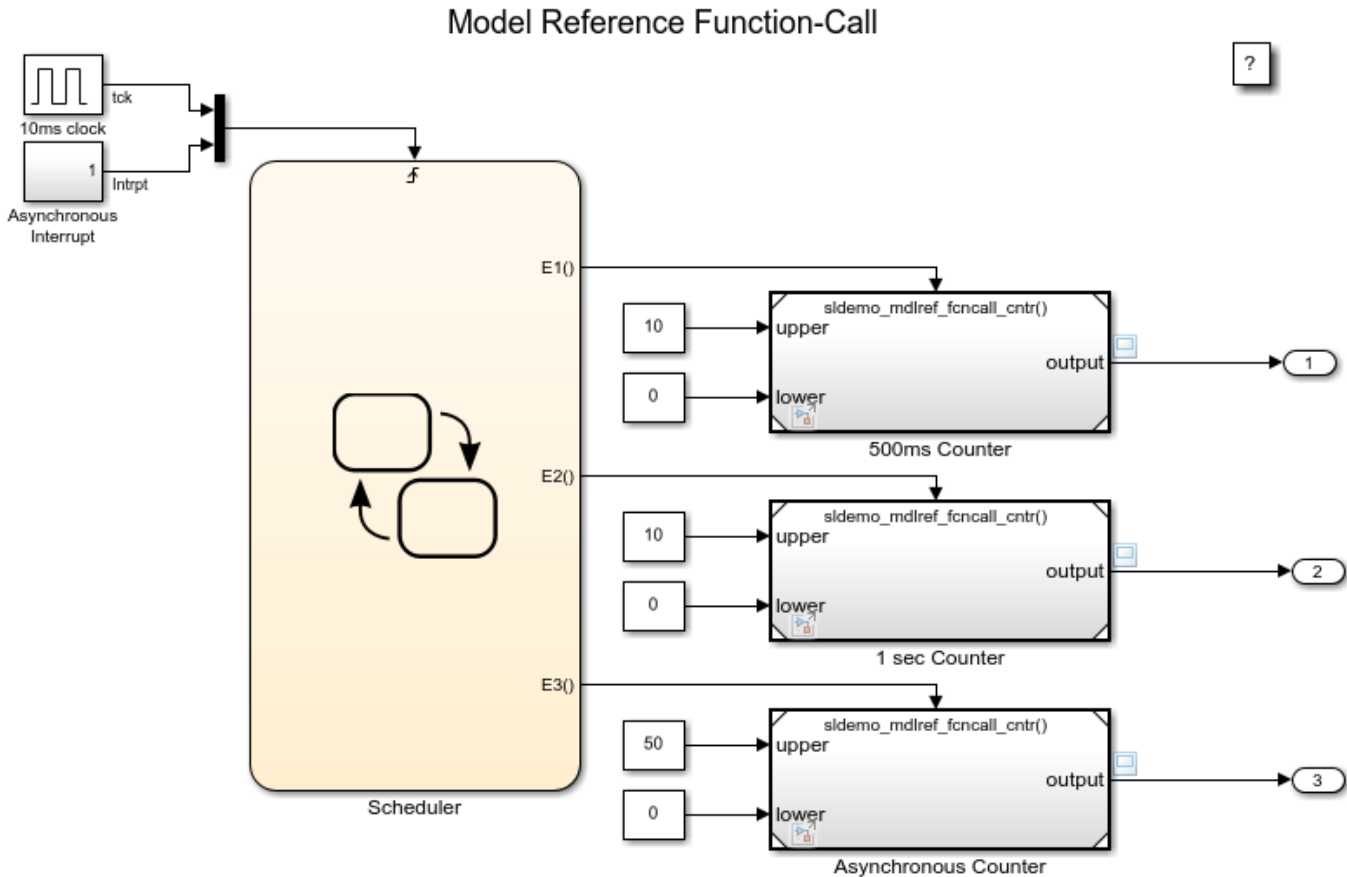 Model Reference Function-Call
?
tck
10ms clock
1
Intrpt
Asynchronous
Interrupt
E1()
sldemo_mdlref_fcncall_cntr()
10
upper
output
1
0
lower
500ms Counter
E2()
sldemo_mdlref_fcncall_cntr()
10
upper
output
2
0
lower
1 sec Counter
E3()
sldemo_mdlref_fcncall_cntr()
50
upper
output
3
0
lower
Scheduler
Asynchronous Counter